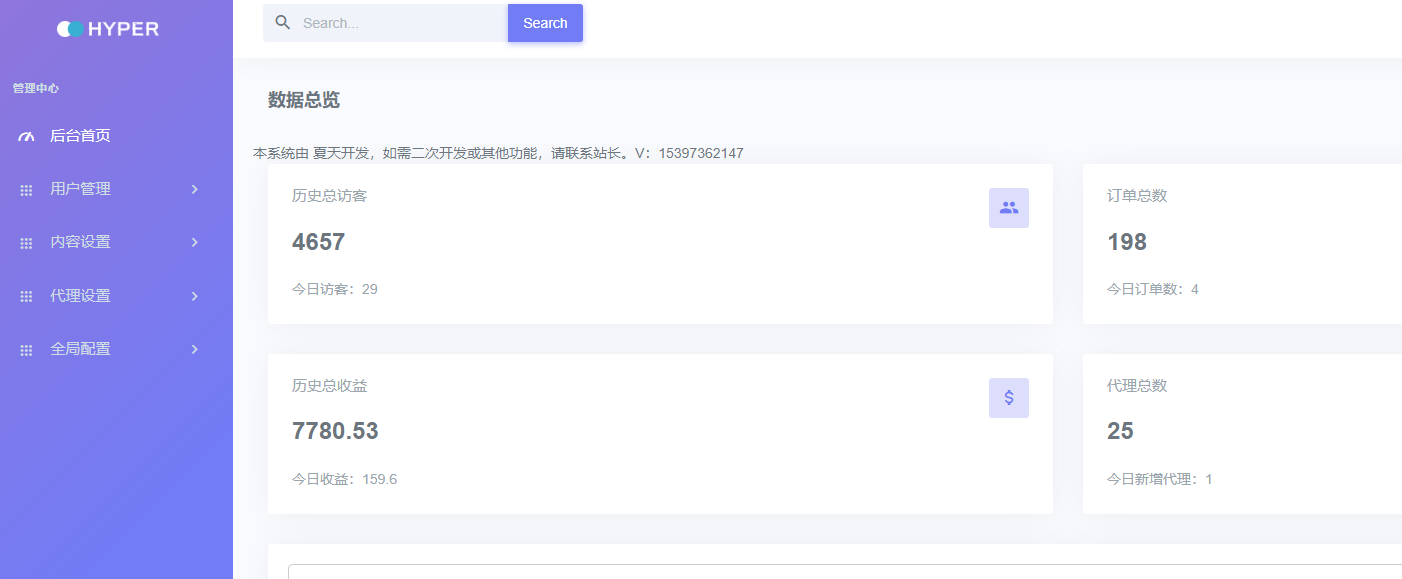 HYPER
Search...
Search
管理中心
后台首页
用户管理
内容设置
代理设置
全局配置
数据总览
本系统由 夏天开发，如需二次开发或其他功能，请联系站长。V：15397362147
历史总访客
4657
今日访客：29
订单总数
198
今日订单数：4
历史总收益
7780.53
今日收益：159.6
代理总数
25
今日新增代理：1